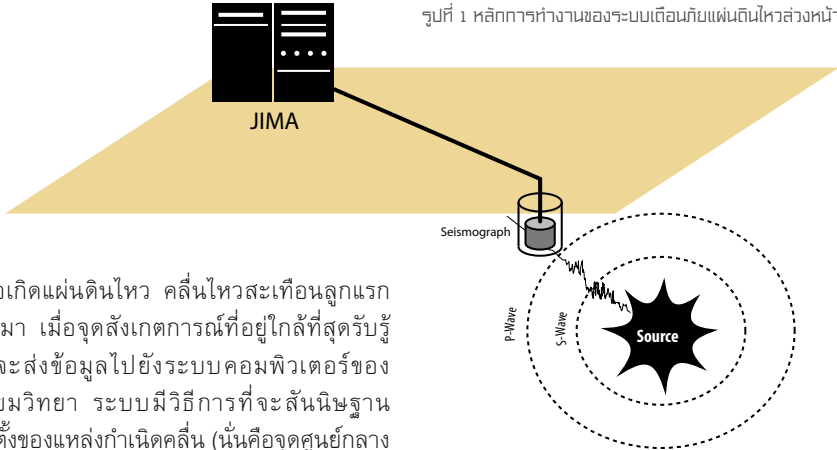 รูปที่ 1 หลักการทำงานของระบบเตือนภัยแผ่นดินไหวล่วงหน้
JIMA
Seismograph
P-Wave
S-Wave
Source
อเกิดแผ่นดินไหว คลื่นไหวสะเทือนลูกแรก
มา เมื่อจุดสังเกตการณ์ที่อยู่ใกล้ที่สุดรับรู้
จะส่งข้อมูลไปยังระบบคอมพิวเตอร์ของ
ยมวิทยา ระบบมีวิธีการที่จะสันนิษฐาน
ตั้งของแหล่งกำเนิดคลื่น (นั่นคือจุดศูนย์กลาง